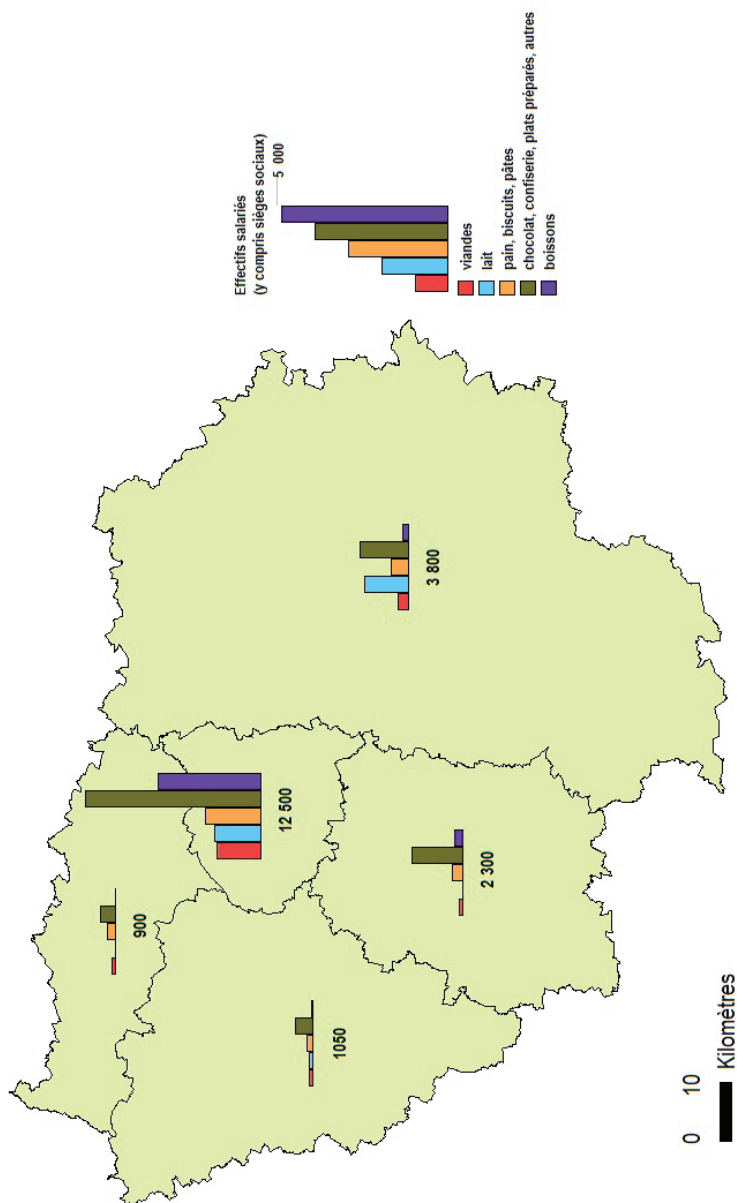 Effectifs salariés
(y compris sièges sociaux)
5 000
viandes
lait
pain, biscuits, pâtes
chocolat, confiserie, plats préparés, autres
boissons
900
12 500
1050
2 300
3 800
0 10
Kilomètres